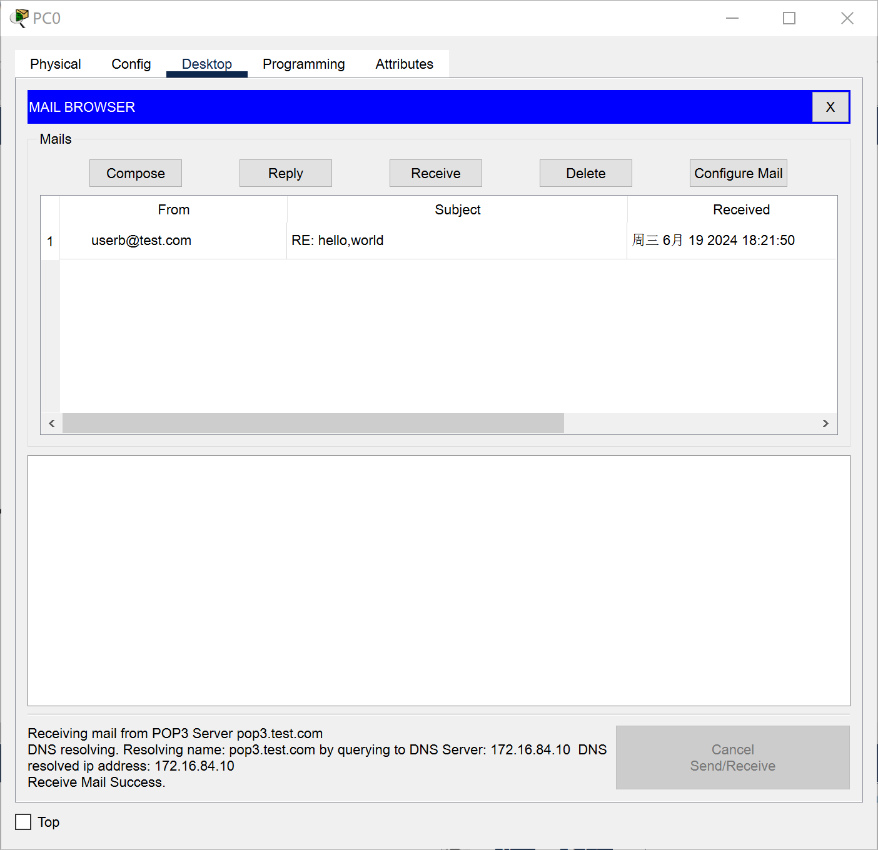 PC0
Physical Config Desktop Programming Attributes
MAIL BROWSER X
Mails
Compose Reply Receive Delete Configure Mail
From Subject Received
1 userb@test.com RE: hello,world 周三 6月 19 2024 18:21:50
Receiving mail from POP3 Server pop3.test.com
DNS resolving. Resolving name: pop3.test.com by querying to DNS Server: 172.16.84.10 DNS
resolved ip address: 172.16.84.10
Receive Mail Success.
Cancel
Send/Receive
Top